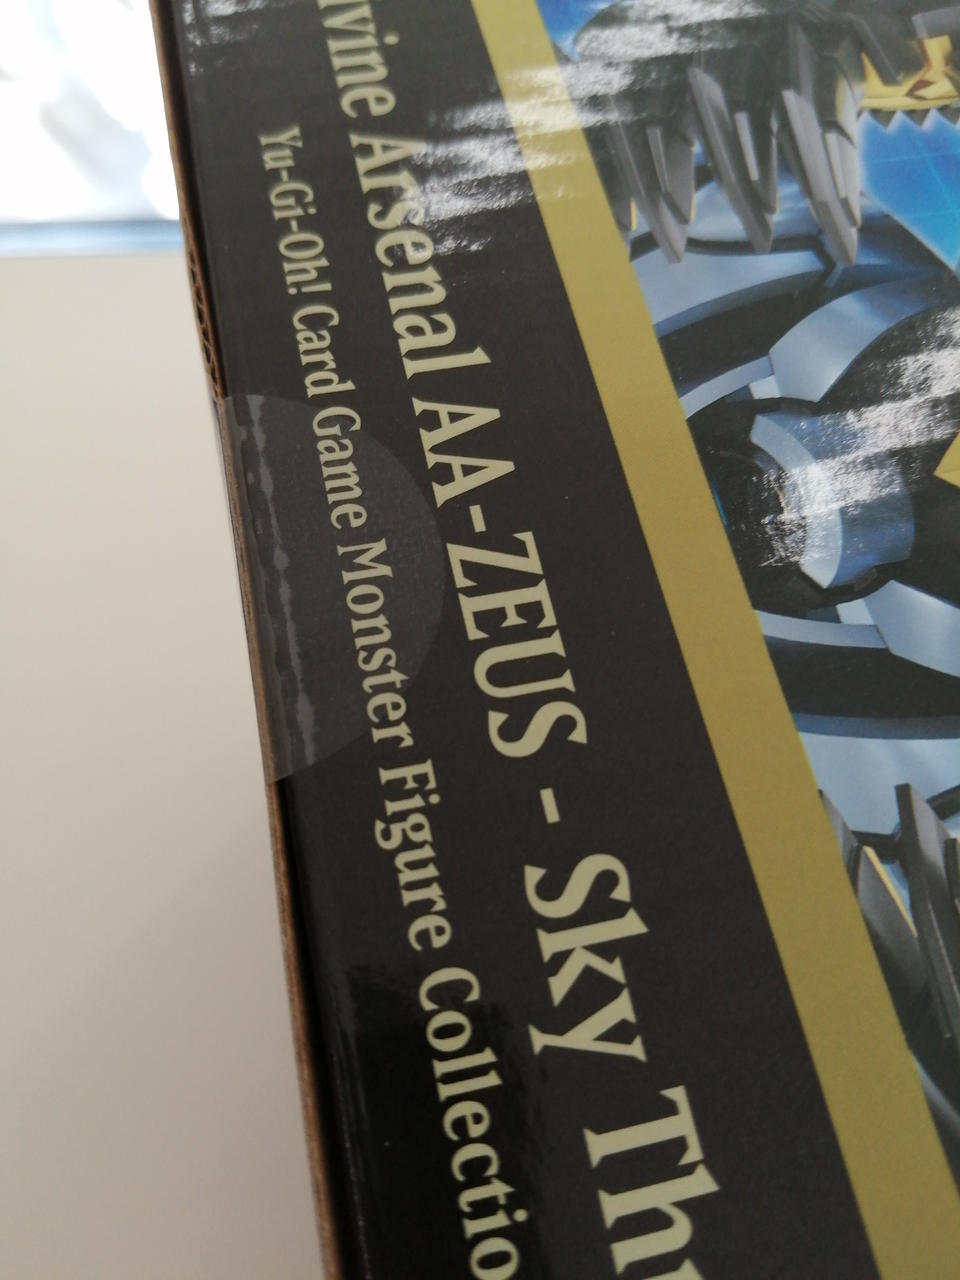 ivine Arsenal AA-ZEUS - Sky Th
Yu-Gi-Oh! Card Game Monster Figure Collectio